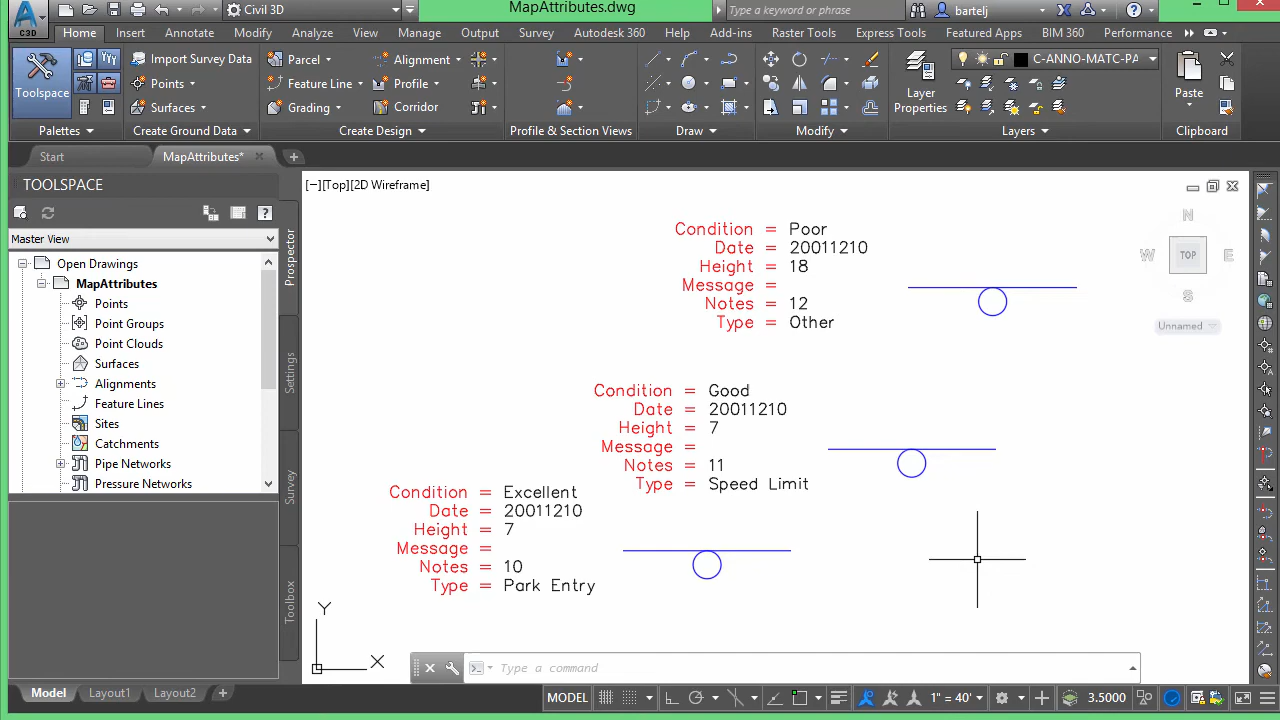 MapAttributes.dwg
C3D
Civil 3D
Type a keyword or phrase
bartelj
Home
Insert
Annotate
Modify
Analyze
View
Manage
Output
Survey
Autodesk 360
Help
Add-ins
Raster Tools
Express Tools
Featured Apps
BIM 360
Performance
Toolspace
Import Survey Data
Points
Surfaces
Parcel
Feature Line
Grading
Alignment
Profile
Corridor
Layer
Properties
C-ANNO-MATC-PA
Paste
Palettes
Create Ground Data
Create Design
Profile & Section Views
Draw
Modify
Layers
Clipboard
Start
MapAttributes*
TOOLSPACE
Master View
Open Drawings
MapAttributes
Points
Point Groups
Point Clouds
Surfaces
Alignments
Feature Lines
Sites
Catchments
Pipe Networks
Pressure Networks
Prospector
Settings
Survey
Toolbox
[−][Top][2D Wireframe]
Condition = Poor
Date = 20011210
Height = 18
Message =
Notes = 12
Type = Other
Condition = Good
Date = 20011210
Height = 7
Message =
Notes = 11
Type = Speed Limit
Condition = Excellent
Date = 20011210
Height = 7
Message =
Notes = 10
Type = Park Entry
N
W
TOP
E
S
Unnamed
Y
X
Type a command
Model
Layout1
Layout2
MODEL
1" = 40'
3.5000